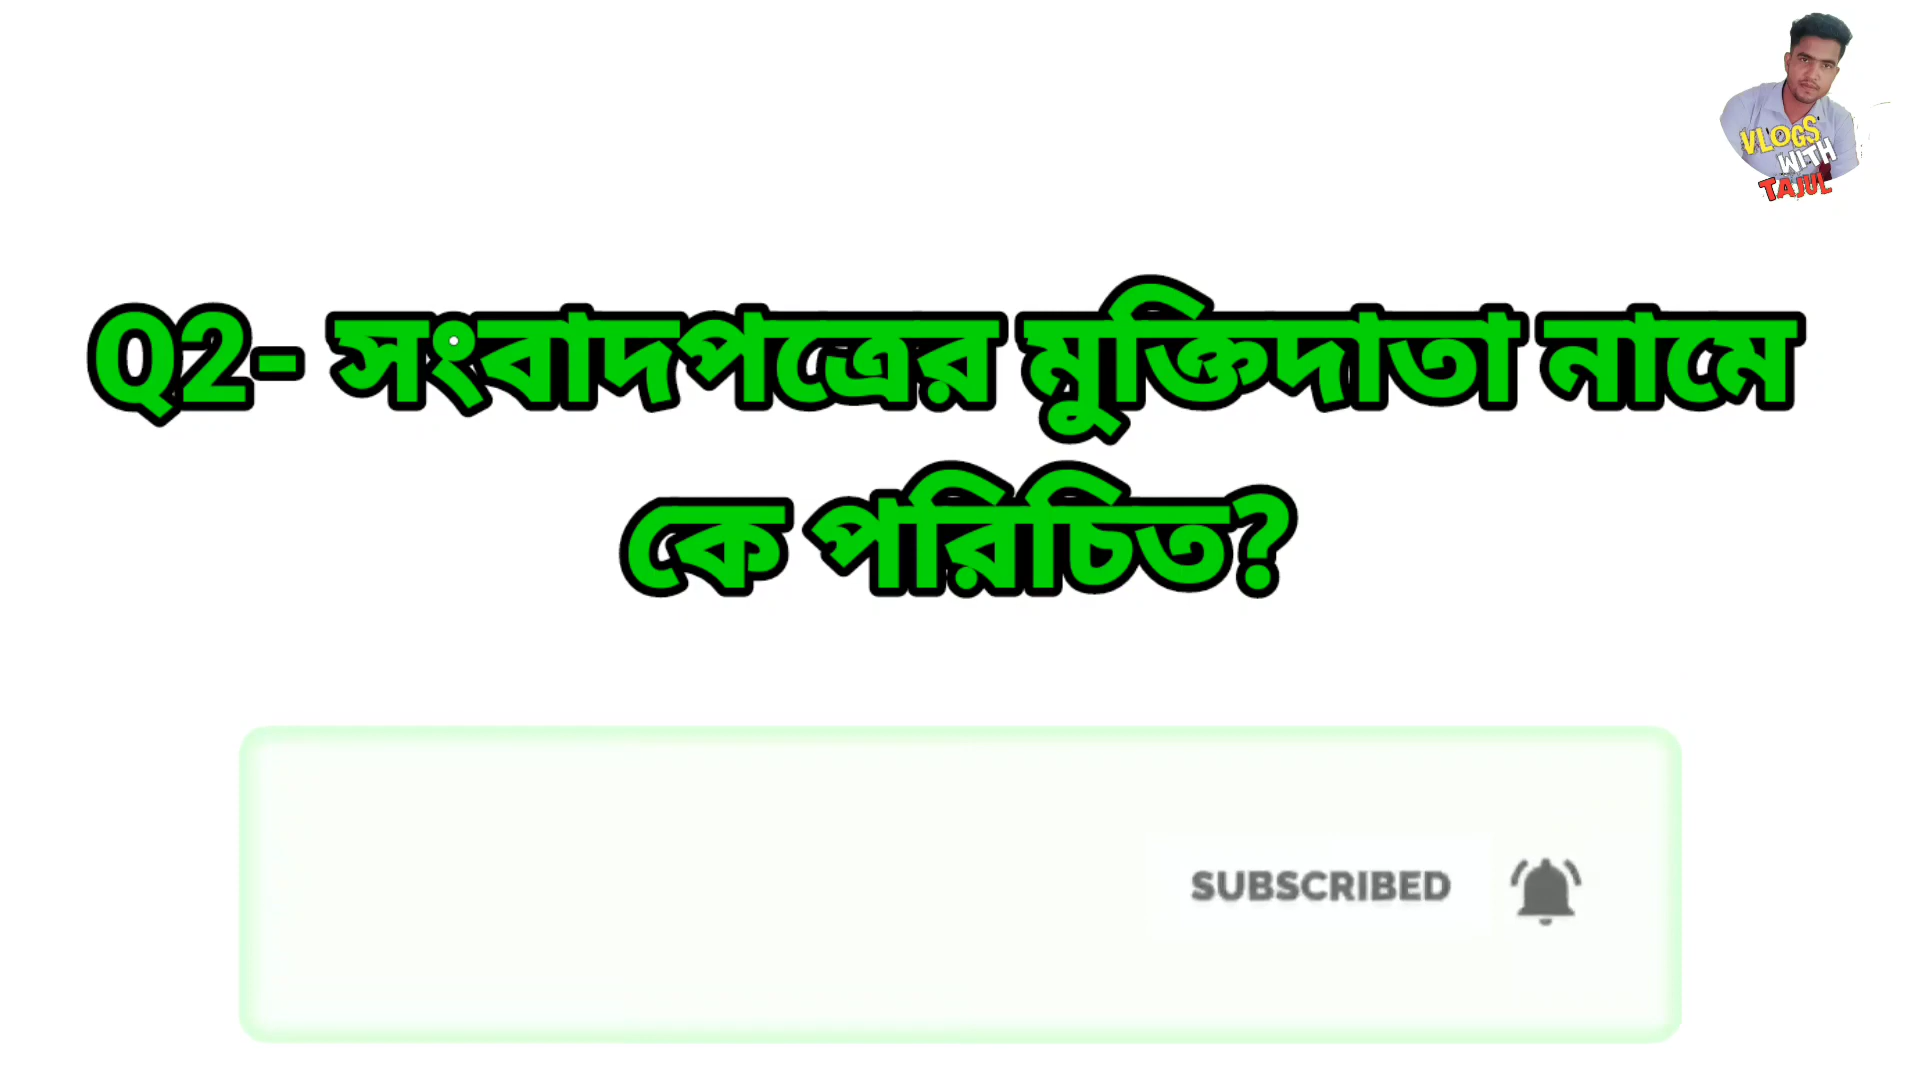 VLOGS
WITH
TAJUL
Q2- সংবাদপত্রের মুক্তিদাতা নামে
কে পরিচিত?
SUBSCRIBED